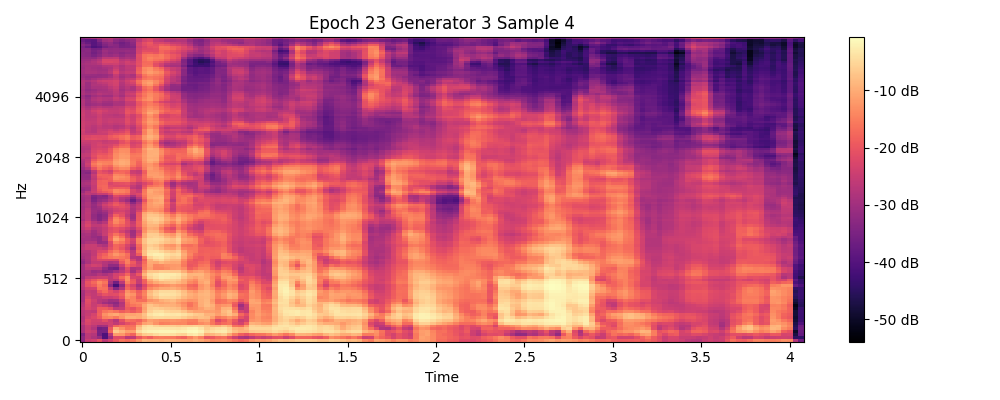 Epoch 23 Generator 3 Sample 4
Hz
4096
2048
1024
512
0
0 0.5 1 1.5 2 2.5 3 3.5 4
Time
-10 dB
-20 dB
-30 dB
-40 dB
-50 dB